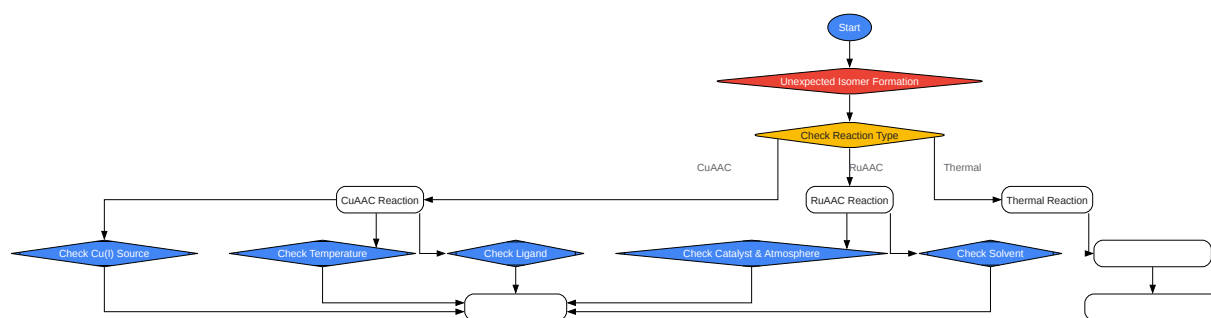 Start
Unexpected Isomer Formation
Check Reaction Type
CuAAC
RuAAC
Thermal
CuAAC Reaction
RuAAC Reaction
Thermal Reaction
Check Cu(I) Source
Check Temperature
Check Ligand
Check Catalyst & Atmosphere
Check Solvent